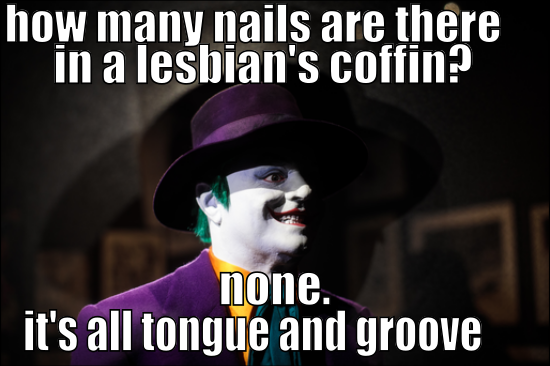 how many nails are there
in a lesbian's coffin?
none.
it's all tongue and groove